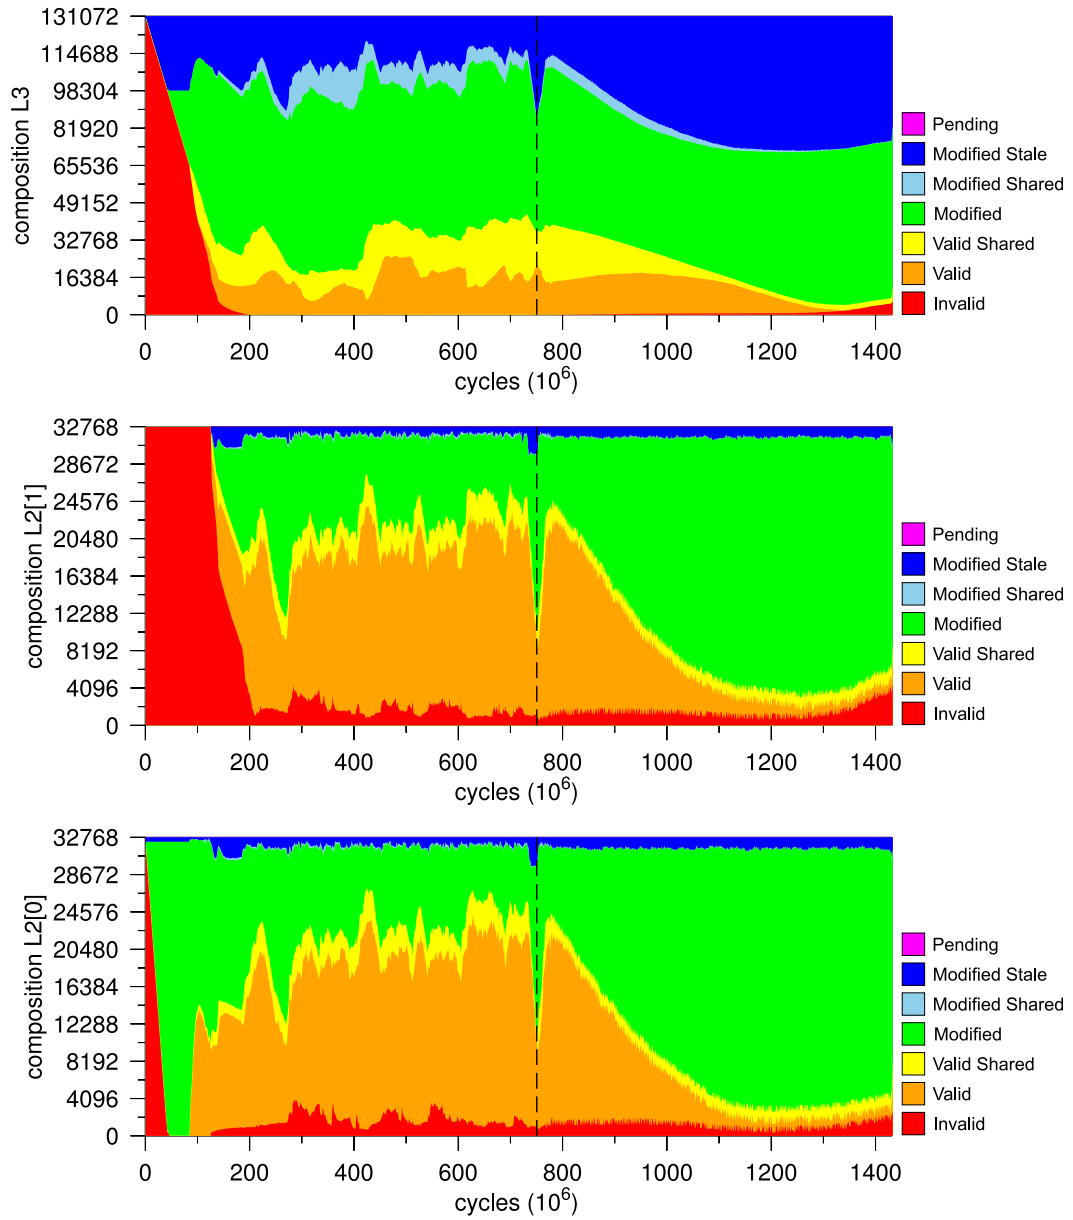 composition L3
131072
114688
98304
81920
65536
49152
32768
16384
0
0 200 400 600 800 1000 1200 1400
cycles (10^6)
Pending
Modified Stale
Modified Shared
Modified
Valid Shared
Valid
Invalid
composition L2[1]
32768
28672
24576
20480
16384
12288
8192
4096
0
0 200 400 600 800 1000 1200 1400
cycles (10^6)
Pending
Modified Stale
Modified Shared
Modified
Valid Shared
Valid
Invalid
composition L2[0]
32768
28672
24576
20480
16384
12288
8192
4096
0
0 200 400 600 800 1000 1200 1400
cycles (10^6)
Pending
Modified Stale
Modified Shared
Modified
Valid Shared
Valid
Invalid